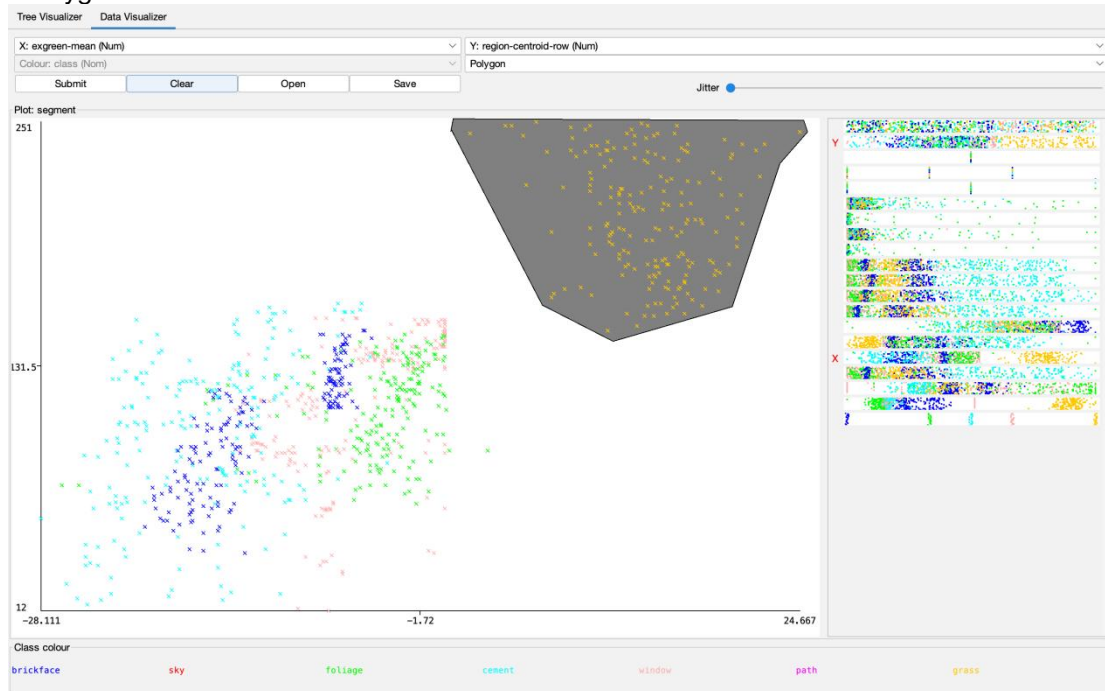 Tree Visualizer Data Visualizer
X: exgreen-mean (Num) Y: region-centroid-row (Num)
Colour: class (Nom) Polygon
Submit Clear Open Save Jitter
Plot: segment
251
Y
131.5
X
12
-28.111 -1.72 24.667
Class colour
brickface sky foliage cement window path grass